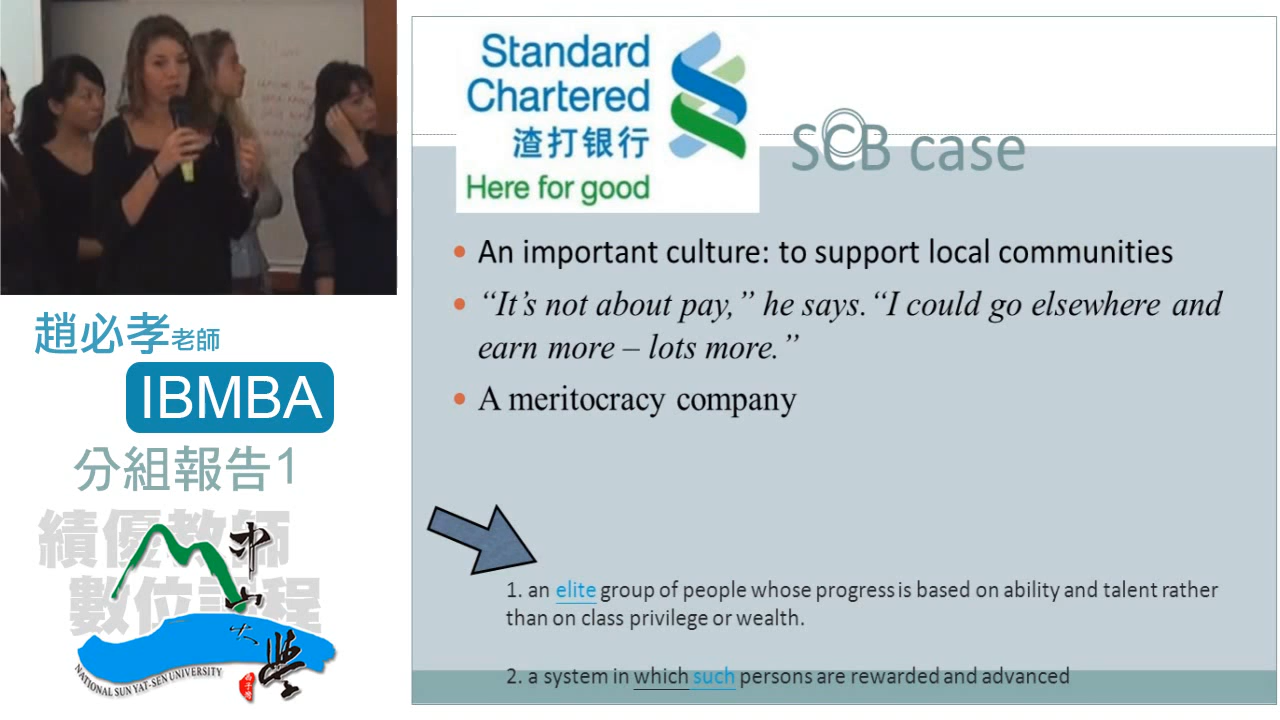 趙必孝老師
IBMBA
分組報告1
績優教師
數位課程
中山大學
NATIONAL SUN YAT-SEN UNIVERSITY
Standard
Chartered
渣打银行
Here for good
SCB case
An important culture: to support local communities
“It’s not about pay,” he says.“I could go elsewhere and
earn more – lots more.”
A meritocracy company
1. an elite group of people whose progress is based on ability and talent rather
than on class privilege or wealth.
2. a system in which such persons are rewarded and advanced